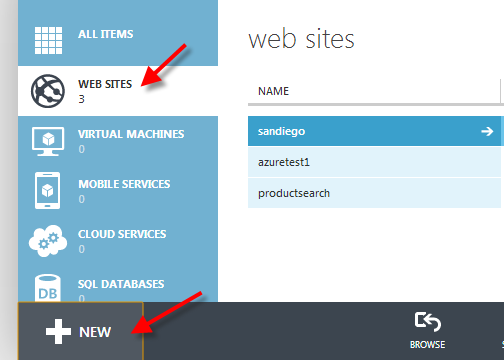 ALL ITEMS
WEB SITES
3
VIRTUAL MACHINES
0
MOBILE SERVICES
0
CLOUD SERVICES
0
SQL DATABASES
0
DB
web sites
NAME
sandiego
azuretest1
productsearch
NEW
BROWSE